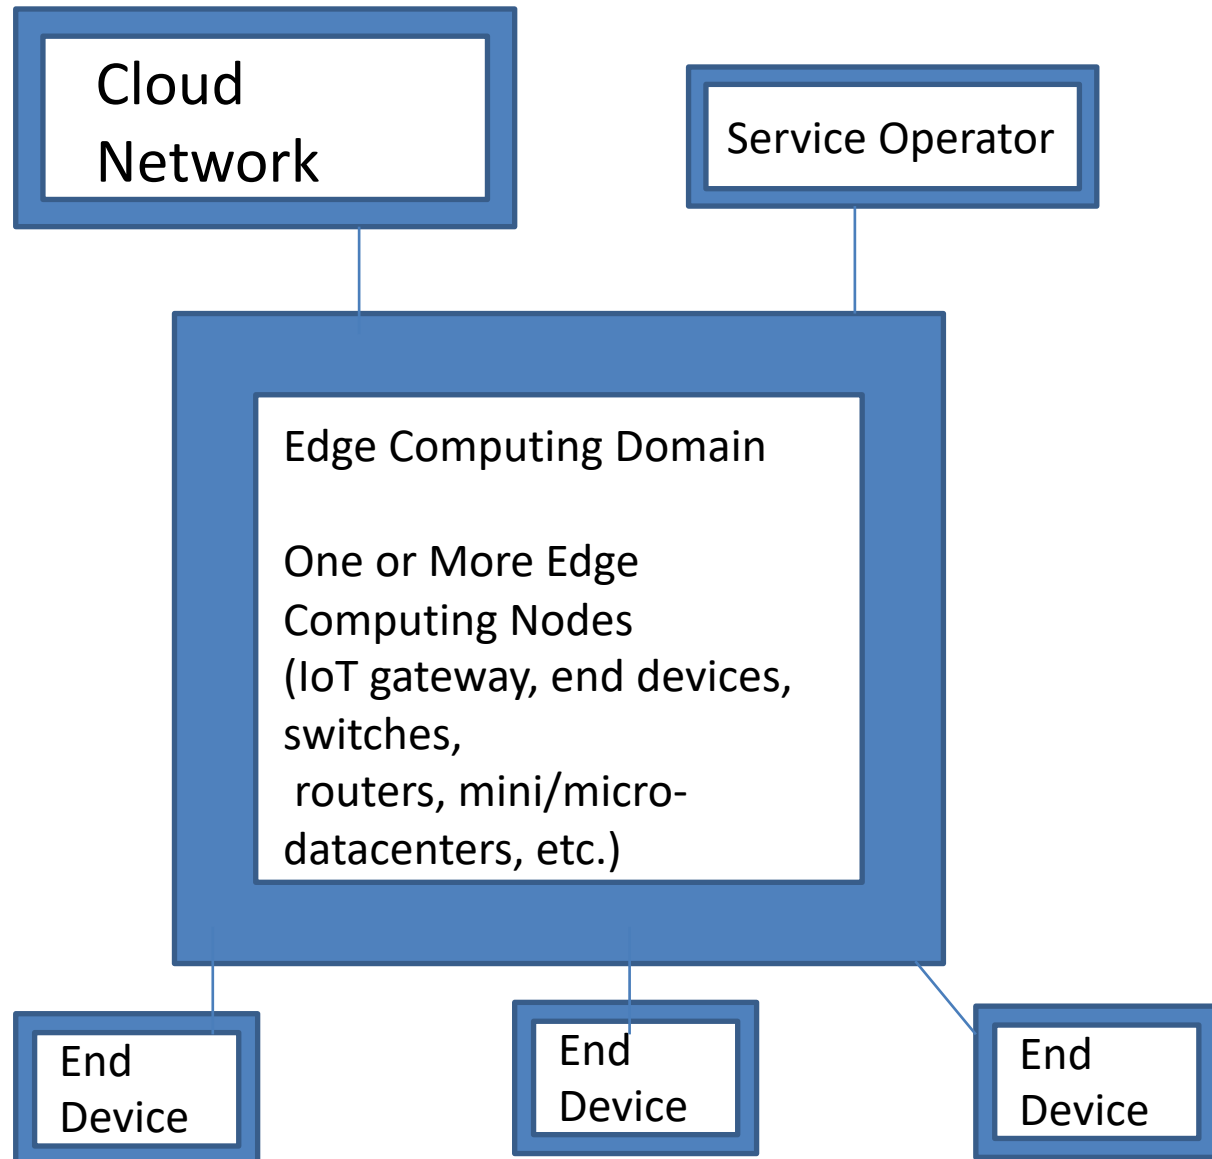 Cloud
Network
Service Operator
Edge Computing Domain
One or More Edge
Computing Nodes
(IoT gateway, end devices,
switches,
routers, mini/micro-
datacenters, etc.)
End
Device
End
Device
End
Device